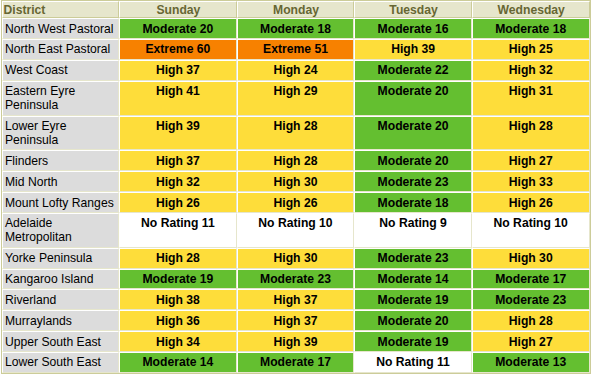 District Sunday Monday Tuesday Wednesday
North West Pastoral Moderate 20 Moderate 18 Moderate 16 Moderate 18
North East Pastoral Extreme 60 Extreme 51 High 39 High 25
West Coast High 37 High 24 Moderate 22 High 32
Eastern Eyre High 41 High 29 Moderate 20 High 31
Peninsula
Lower Eyre High 39 High 28 Moderate 20 High 28
Peninsula
Flinders High 37 High 28 Moderate 20 High 27
Mid North High 32 High 30 Moderate 23 High 33
Mount Lofty Ranges High 26 High 26 Moderate 18 High 26
Adelaide No Rating 11 No Rating 10 No Rating 9 No Rating 10
Metropolitan
Yorke Peninsula High 28 High 30 Moderate 23 High 30
Kangaroo Island Moderate 19 Moderate 23 Moderate 14 Moderate 17
Riverland High 38 High 37 Moderate 19 Moderate 23
Murraylands High 36 High 37 Moderate 20 High 28
Upper South East High 34 High 39 Moderate 19 High 27
Lower South East Moderate 14 Moderate 17 No Rating 11 Moderate 13